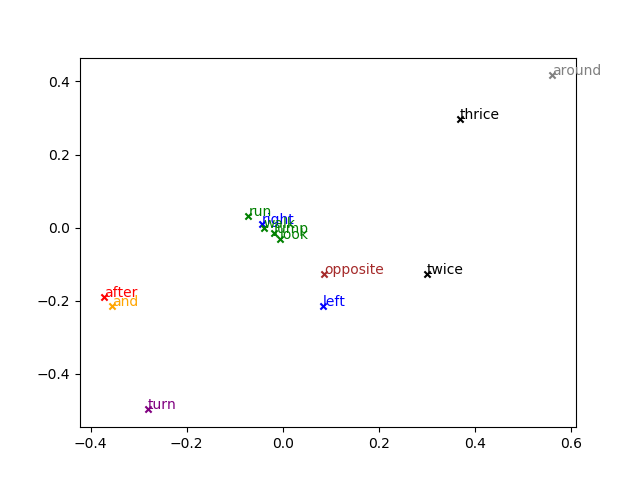 around
0.4
thrice
0.2
run
right
walk
jump
look
0.0
opposite
twice
after
and
left
−0.2
−0.4
turn
−0.4 −0.2 0.0 0.2 0.4 0.6